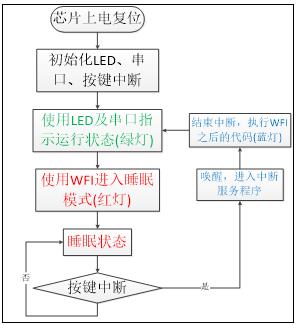 芯片上电复位
初始化LED、串
口、按键中断
使用LED及串口指
示运行状态(绿灯)
结束中断，执行WFI
之后的代码(蓝灯)
使用WFI进入睡眠
模式(红灯)
唤醒，进入中断
服务程序
睡眠状态
否
按键中断
是